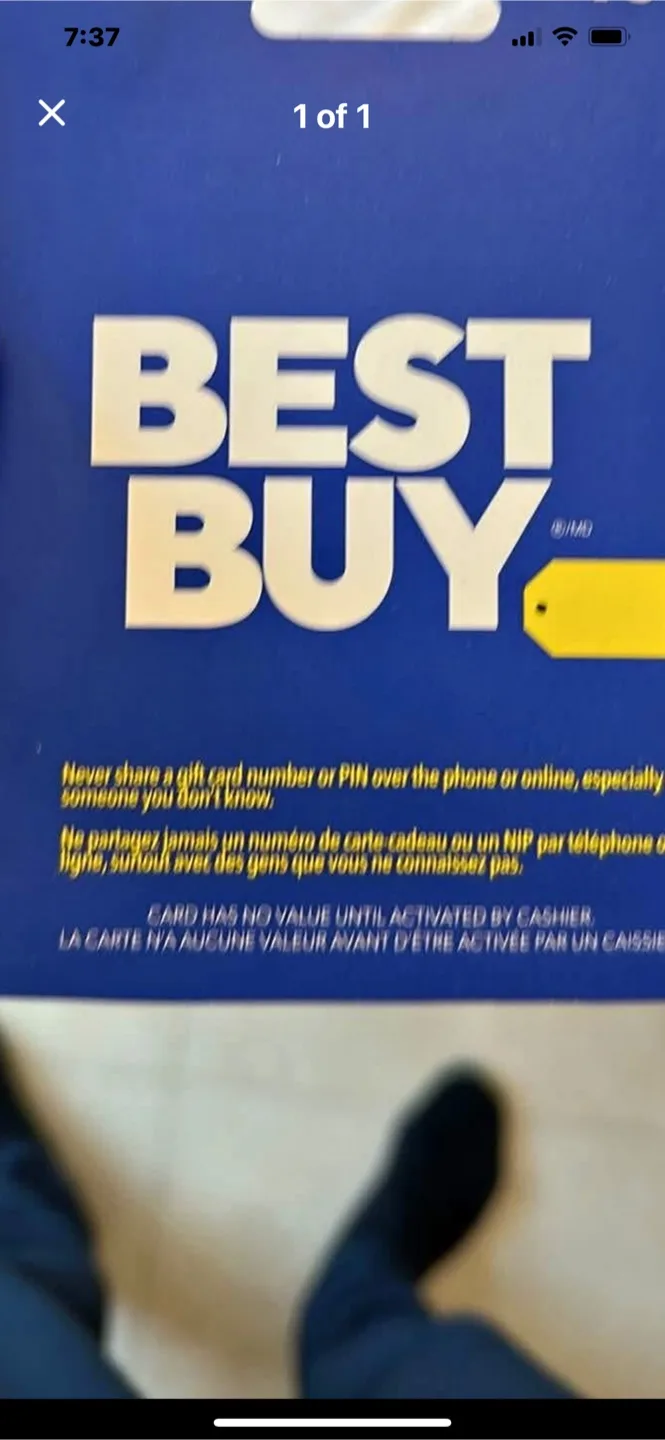 7:37
1 of 1
BEST
BUY
®/MD
Never share a gift card number or PIN over the phone or online, especially
someone you don't know.
Ne partagez jamais un numéro de carte-cadeau ou un NIP par téléphone o
ligne, surtout avec des gens que vous ne connaissez pas.
CARD HAS NO VALUE UNTIL ACTIVATED BY CASHIER.
LA CARTE N'A AUCUNE VALEUR AVANT D'ÊTRE ACTIVÉE PAR UN CAISSIE